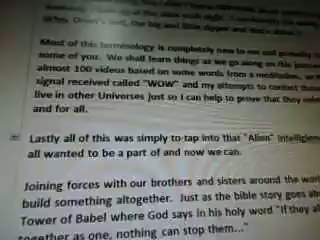 Most of this terminology is completely new to me and
some of you. We shall learn things as we go along on this
almost 100 videos based on some words from a meditation,
signal received called "WOW" and my attempts to contact
live in other Universes just so I can help to prove that they
and for all.
Lastly all of this was simply to tap into that "Alien"
all wanted to be a part of and now we can.
Joining forces with our brothers and sisters around the
build something altogether. Just as the bible story goes
Tower of Babel where God says in his holy word "If they
together as one, nothing can stop them..."